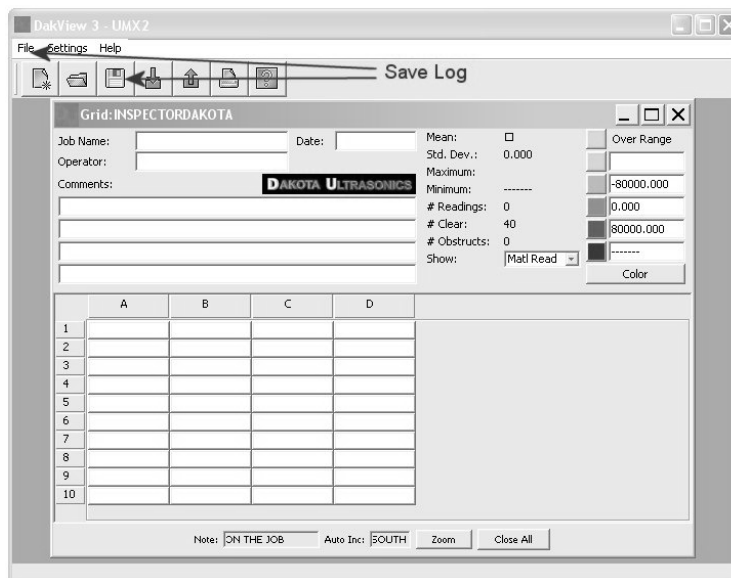 DakView 3 - UMX2
File Settings Help
Save Log
Grid:INSPECTORDAKOTA
Job Name: Date:
Operator:
Comments:
DAKOTA ULTRASONICS
Mean:
Std. Dev.: 0.000
Maximum:
Minimum: -------
# Readings: 0
# Clear: 40
# Obstructs: 0
Show: Matl Read
Over Range
-80000.000
0.000
80000.000
-------
Color
A B C D
1
2
3
4
5
6
7
8
9
10
Note: ON THE JOB Auto Inc: SOUTH Zoom Close All